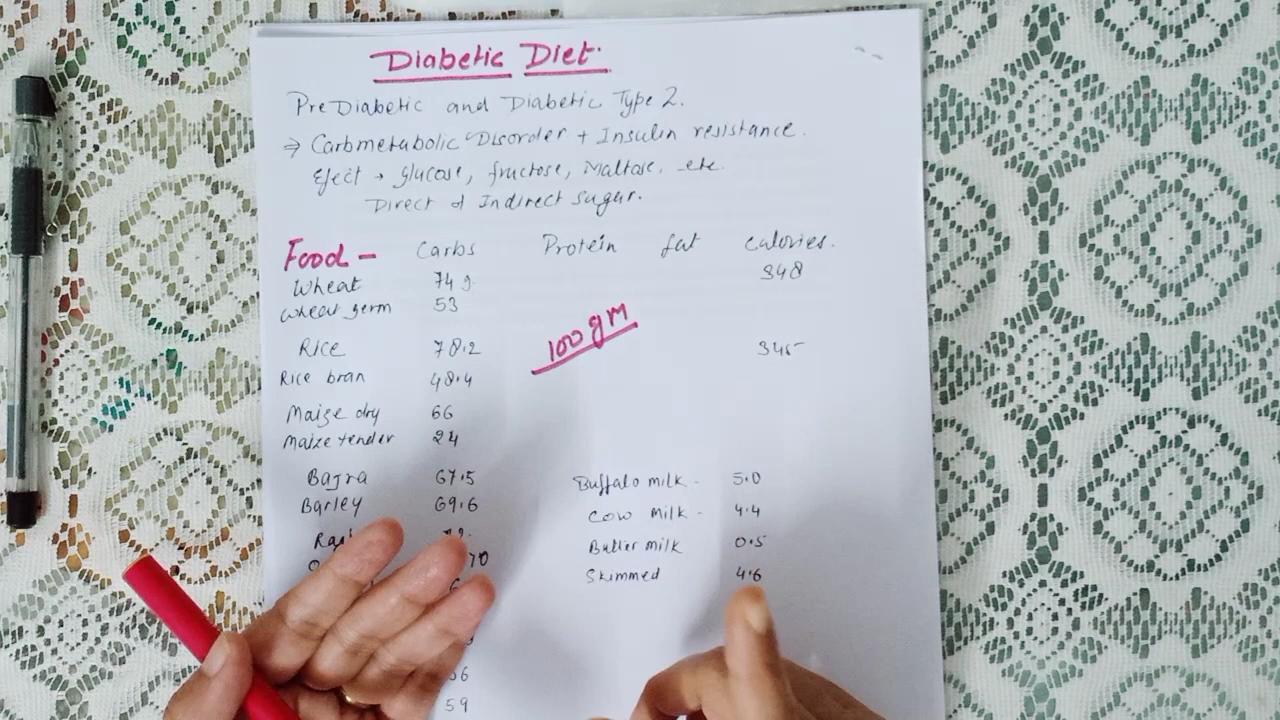 Diabetic Diet.
PreDiabetic and Diabetic Type 2.
⇒ Carbmetabolic Disorder + Insulin resistance.
Efect → glucose, fructose, Maltose, etc.
Direct & Indirect sugar.
Food - Carbs Protein fat calories.
Wheat 74 g. 348
Wheat germ 53
100 gm
Rice 78.2 345
Rice bran 48.4
Maize dry 66
Maize tender 24
Bajra 67.5
Barley 69.6
70
59
Buffalo milk - 5.0
Cow milk - 4.4
Butter milk 0.5
Skimmed 4.6